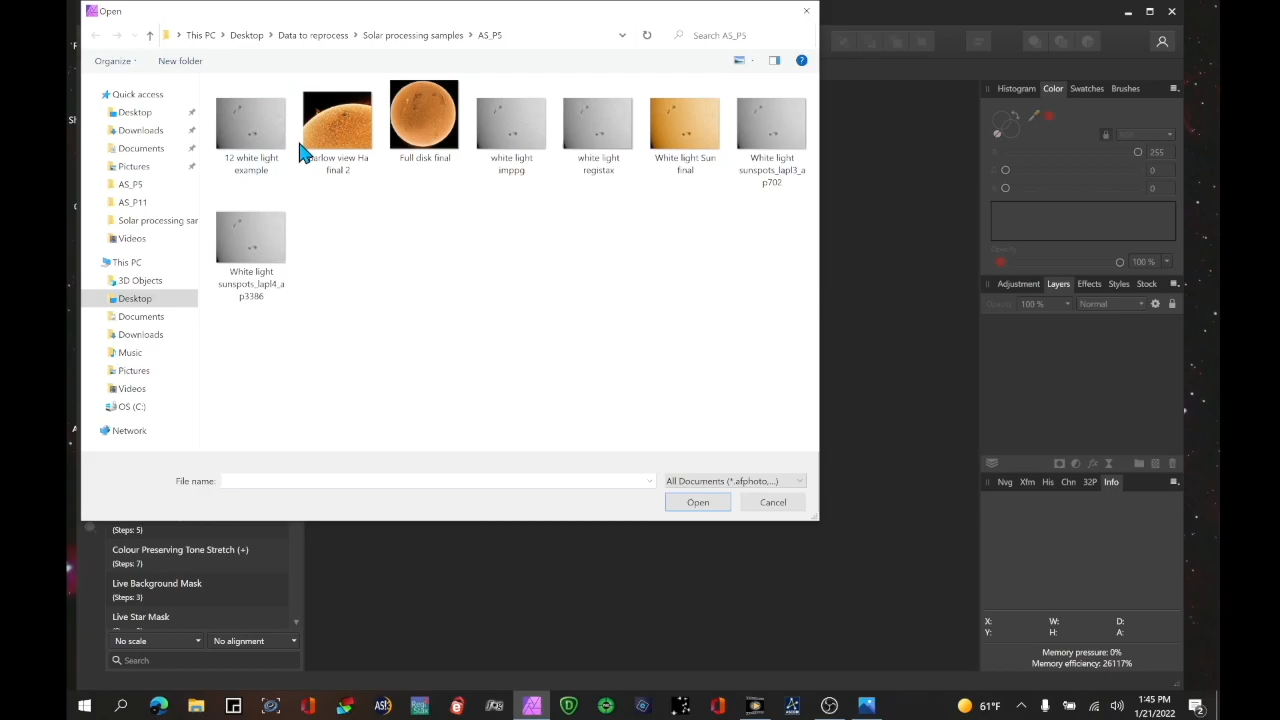 Open
This PC
Desktop
Data to reprocess
Solar processing samples
AS_P5
Search AS_P5
Organize
New folder
Quick access
Desktop
Downloads
Documents
Pictures
AS_P5
AS_P11
Solar processing sar
Videos
This PC
3D Objects
Desktop
Documents
Downloads
Music
Pictures
Videos
OS (C:)
Network
12 white light
example
arlow view Ha
final 2
Full disk final
white light
imppg
white light
registax
White light Sun
final
White light
sunspots_lapl3_a
p702
White light
sunspots_lapl4_a
p3386
File name:
All Documents (*.afphoto,...)
Open
Cancel
(Steps: 5)
Colour Preserving Tone Stretch (+)
(Steps: 7)
Live Background Mask
(Steps: 3)
Live Star Mask
No scale
No alignment
Search
Histogram
Color
Swatches
Brushes
255
0
0
Opacity
100 %
Adjustment
Layers
Effects
Styles
Stock
Opacity:
100 %
Normal
Nvg
Xfm
His
Chn
32P
Info
X:
W:
D:
Y:
H:
A:
Memory pressure: 0%
Memory efficiency: 26117%
61°F
1:45 PM
1/21/2022